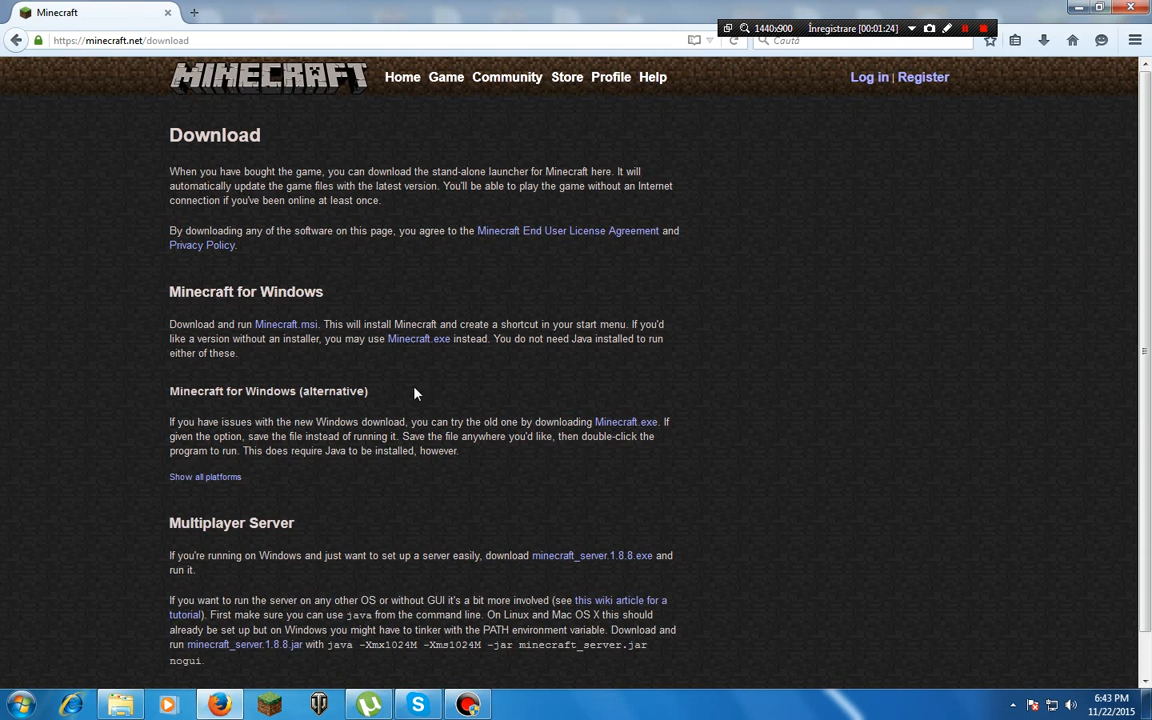 Minecraft
1440x900
Înregistrare [00:01:24]
https://minecraft.net/download
Caută
MINECRAFT
Home Game Community Store Profile Help
Log in | Register
Download
When you have bought the game, you can download the stand-alone launcher for Minecraft here. It will
automatically update the game files with the latest version. You'll be able to play the game without an Internet
connection if you've been online at least once.
By downloading any of the software on this page, you agree to the Minecraft End User License Agreement and
Privacy Policy.
Minecraft for Windows
Download and run Minecraft.msi. This will install Minecraft and create a shortcut in your start menu. If you'd
like a version without an installer, you may use Minecraft.exe instead. You do not need Java installed to run
either of these.
Minecraft for Windows (alternative)
If you have issues with the new Windows download, you can try the old one by downloading Minecraft.exe. If
given the option, save the file instead of running it. Save the file anywhere you'd like, then double-click the
program to run. This does require Java to be installed, however.
Show all platforms
Multiplayer Server
If you're running on Windows and just want to set up a server easily, download minecraft_server.1.8.8.exe and
run it.
If you want to run the server on any other OS or without GUI it's a bit more involved (see this wiki article for a
tutorial). First make sure you can use java from the command line. On Linux and Mac OS X this should
already be set up but on Windows you might have to tinker with the PATH environment variable. Download and
run minecraft_server.1.8.8.jar with java -Xmx1024M -Xms1024M -jar minecraft_server.jar
nogui.
6:43 PM
11/22/2015